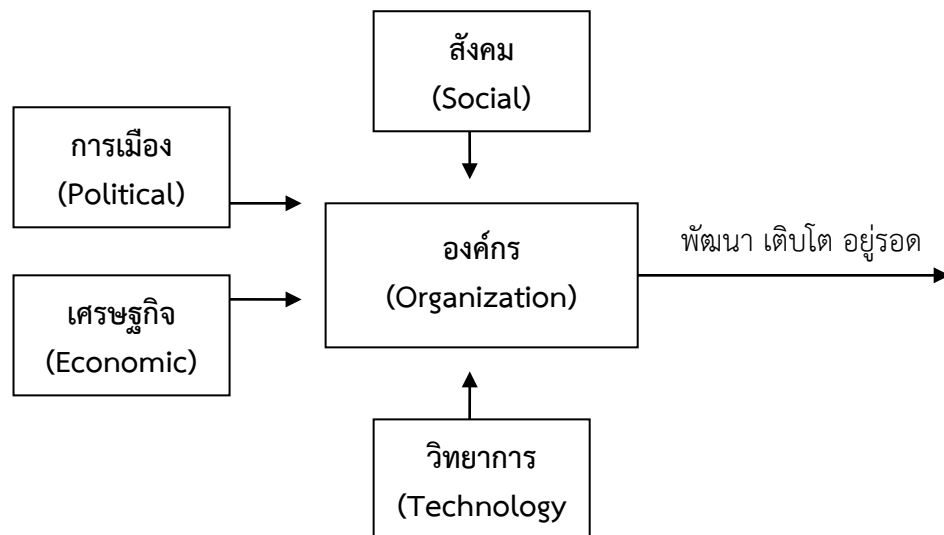 สังคม
(Social)
การเมือง
(Political)
องค์กร
(Organization)
พัฒนา เติบโต อยู่รอด
เศรษฐกิจ
(Economic)
วิทยาการ
(Technology